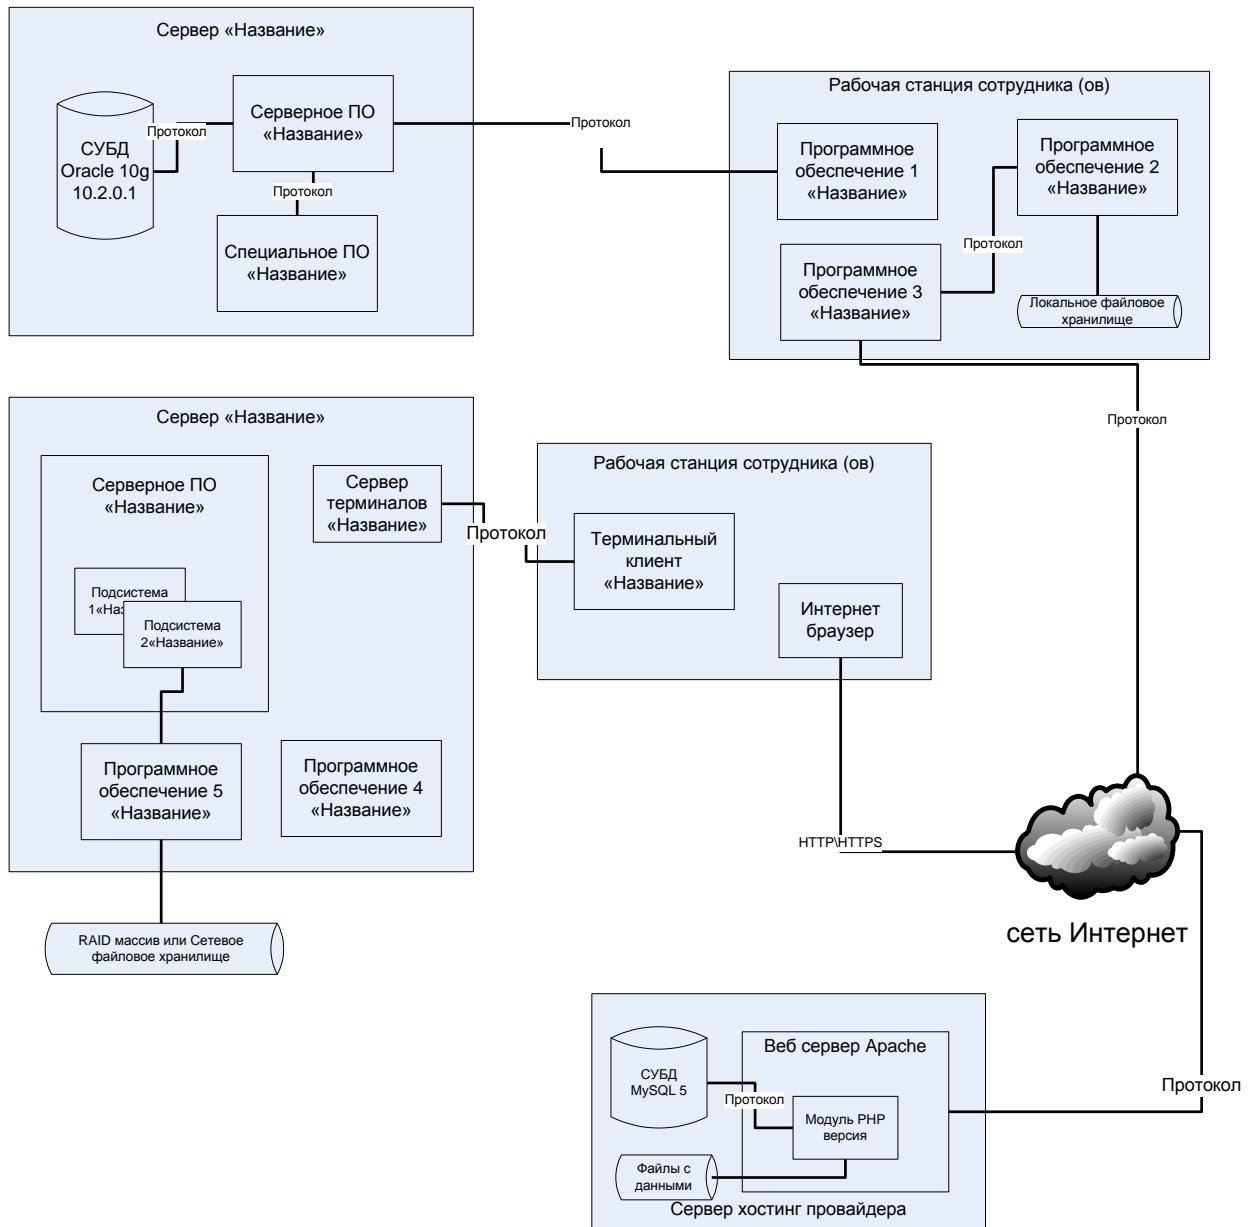 Сервер «Название»
СУБД
Oracle 10g
10.2.0.1
Протокол
Серверное ПО
«Название»
Протокол
Специальное ПО
«Название»
Протокол
Рабочая станция сотрудника (ов)
Программное
обеспечение 1
«Название»
Программное
обеспечение 2
«Название»
Протокол
Программное
обеспечение 3
«Название»
Локальное файловое
хранилище
Протокол
Сервер «Название»
Серверное ПО
«Название»
Подсистема
1«Наз
Подсистема
2«Название»
Сервер
терминалов
«Название»
Протокол
Программное
обеспечение 5
«Название»
Программное
обеспечение 4
«Название»
RAID массив или Сетевое
файловое хранилище
Рабочая станция сотрудника (ов)
Терминальный
клиент
«Название»
Интернет
браузер
HTTP\HTTPS
сеть Интернет
Протокол
СУБД
MySQL 5
Протокол
Веб сервер Apache
Модуль PHP
версия
Файлы с
данными
Сервер хостинг провайдера